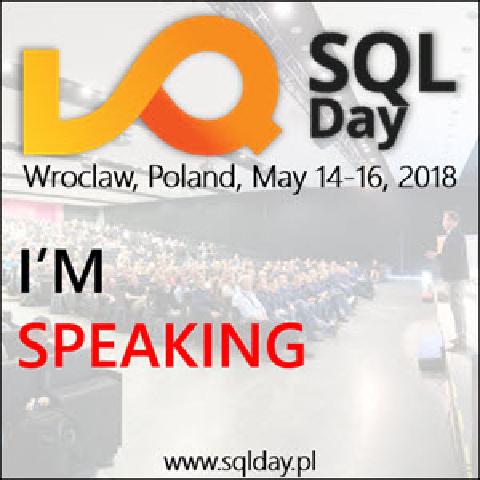 SQL
Day
Wroclaw, Poland, May 14-16, 2018
I'M
SPEAKING
www.sqlday.pl